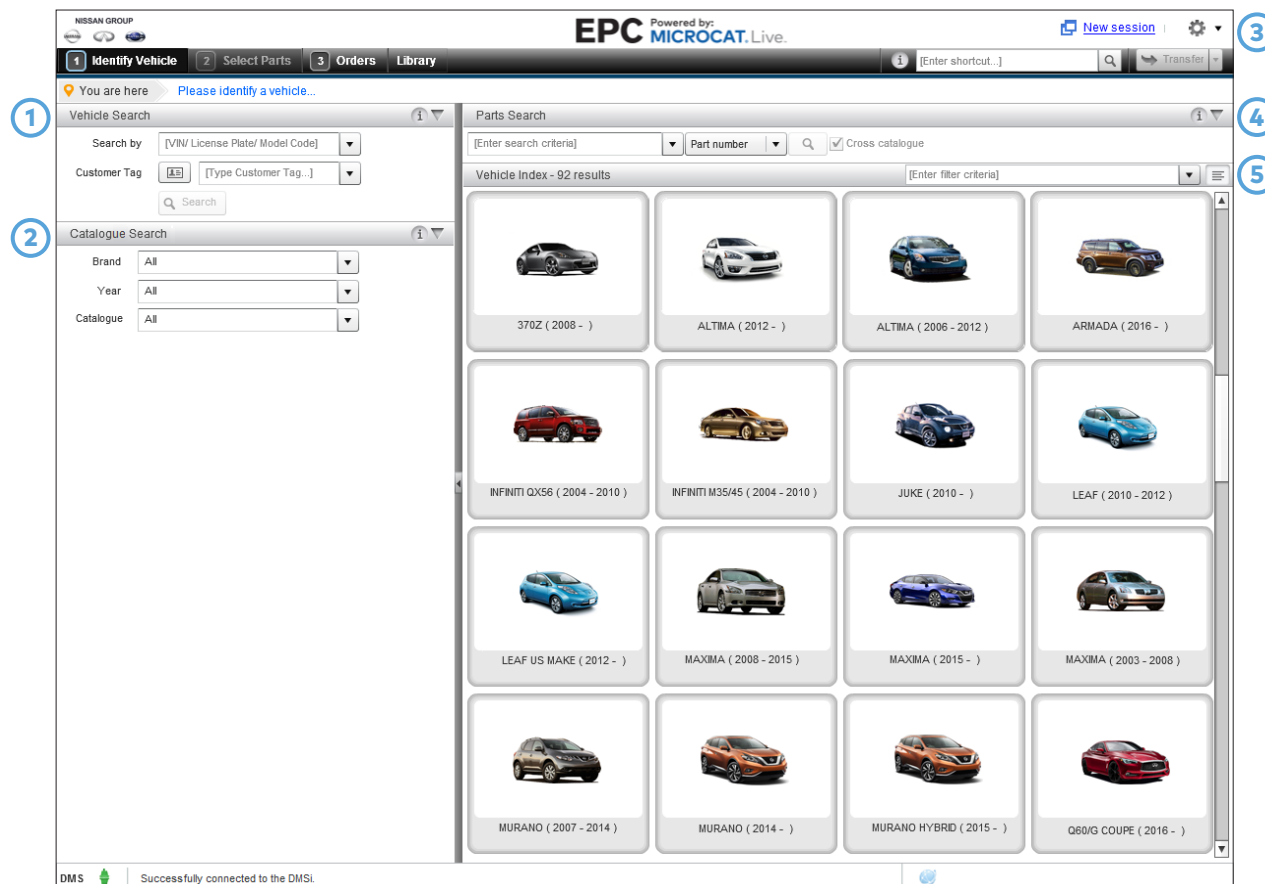 NISSAN GROUP
EPC Powered by: MICROCAT.Live.
New session
3
1 Identify Vehicle 2 Select Parts 3 Orders Library
i [Enter shortcut...] Transfer
You are here Please identify a vehicle...
1 Vehicle Search i
Parts Search i 4
Search by [VIN/ License Plate/ Model Code]
[Enter search criteria] Part number Cross catalogue
Customer Tag [Type Customer Tag...]
Vehicle Index - 92 results [Enter filter criteria] 5
Search
2 Catalogue Search i
Brand All
Year All
Catalogue All
370Z ( 2008 - ) ALTIMA ( 2012 - ) ALTIMA ( 2006 - 2012 ) ARMADA ( 2016 - )
INFINITI QX56 ( 2004 - 2010 ) INFINITI M35/45 ( 2004 - 2010 ) JUKE ( 2010 - ) LEAF ( 2010 - 2012 )
LEAF US MAKE ( 2012 - ) MAXIMA ( 2008 - 2015 ) MAXIMA ( 2015 - ) MAXIMA ( 2003 - 2008 )
MURANO ( 2007 - 2014 ) MURANO ( 2014 - ) MURANO HYBRID ( 2015 - ) Q60/G COUPE ( 2016 - )
DMS Successfully connected to the DMSi.